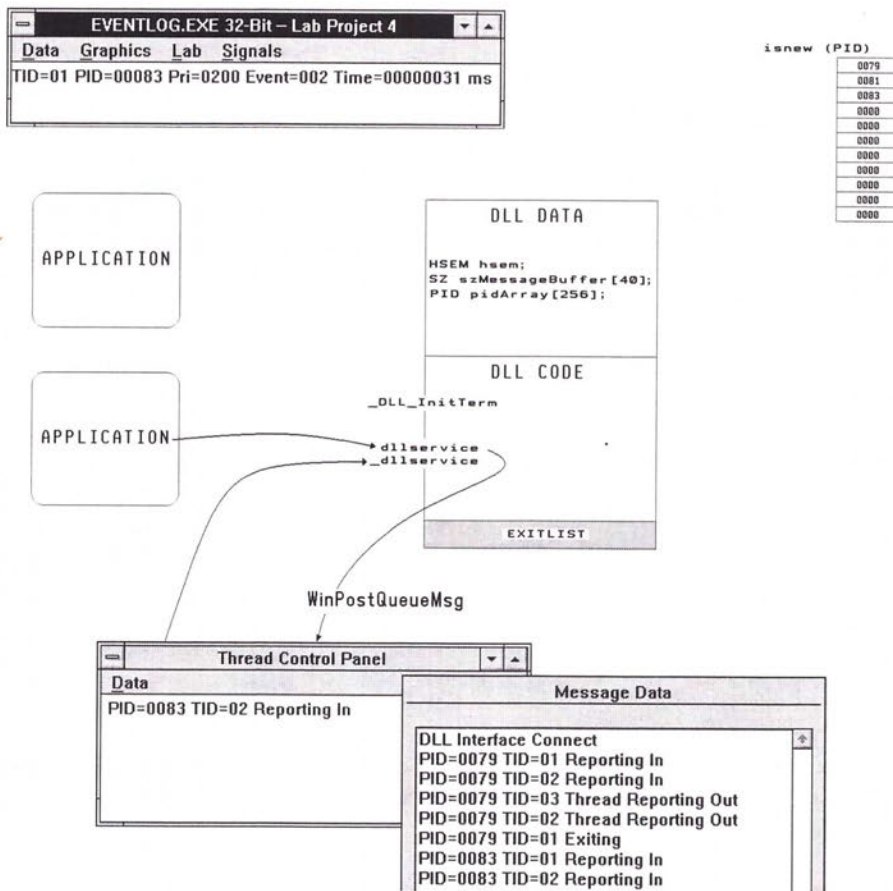 EVENTLOG.EXE 32-Bit – Lab Project 4
Data Graphics Lab Signals
TID=01 PID=00083 Pri=0200 Event=002 Time=00000031 ms
isnew (PID)
0079
0081
0083
0000
0000
0000
0000
0000
0000
0000
0000
APPLICATION
DLL DATA
HSEM hsem;
SZ szMessageBuffer[40];
PID pidArray[256];
DLL CODE
_DLL_InitTerm
APPLICATION
dllservice
_dllservice
EXITLIST
WinPostQueueMsg
Thread Control Panel
Data
PID=0083 TID=02 Reporting In
Message Data
DLL Interface Connect
PID=0079 TID=01 Reporting In
PID=0079 TID=02 Reporting In
PID=0079 TID=03 Thread Reporting Out
PID=0079 TID=02 Thread Reporting Out
PID=0079 TID=01 Exiting
PID=0083 TID=01 Reporting In
PID=0083 TID=02 Reporting In